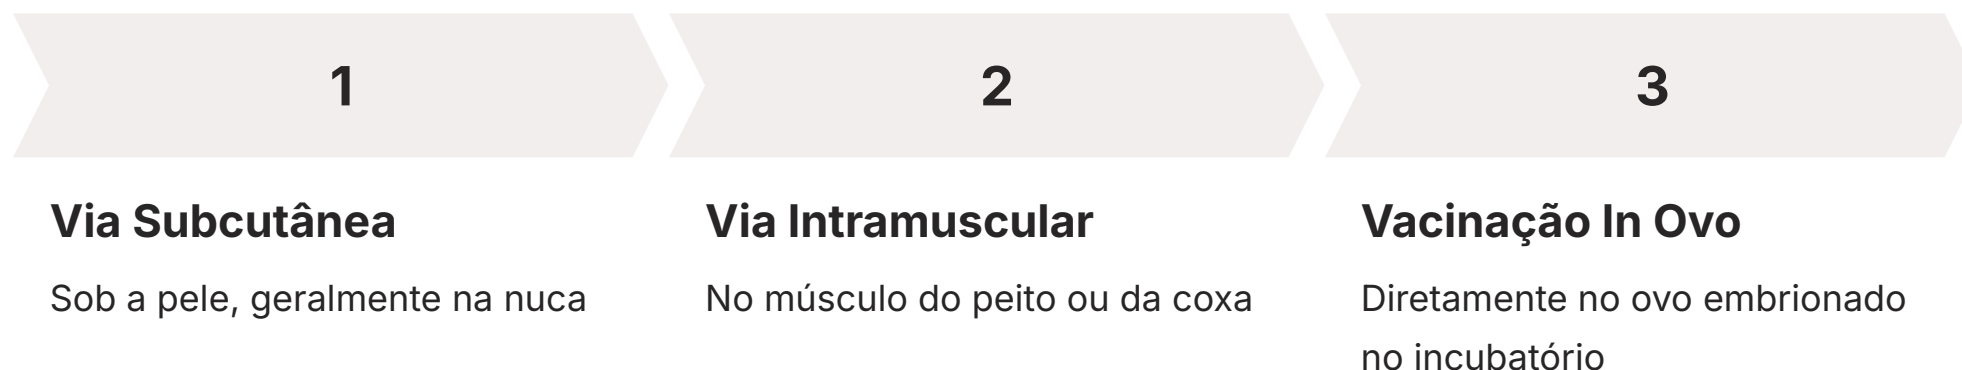 1
2
3
Via Subcutânea
Sob a pele, geralmente na nuca
Via Intramuscular
No músculo do peito ou da coxa
Vacinação In Ovo
Diretamente no ovo embrionado
no incubatório